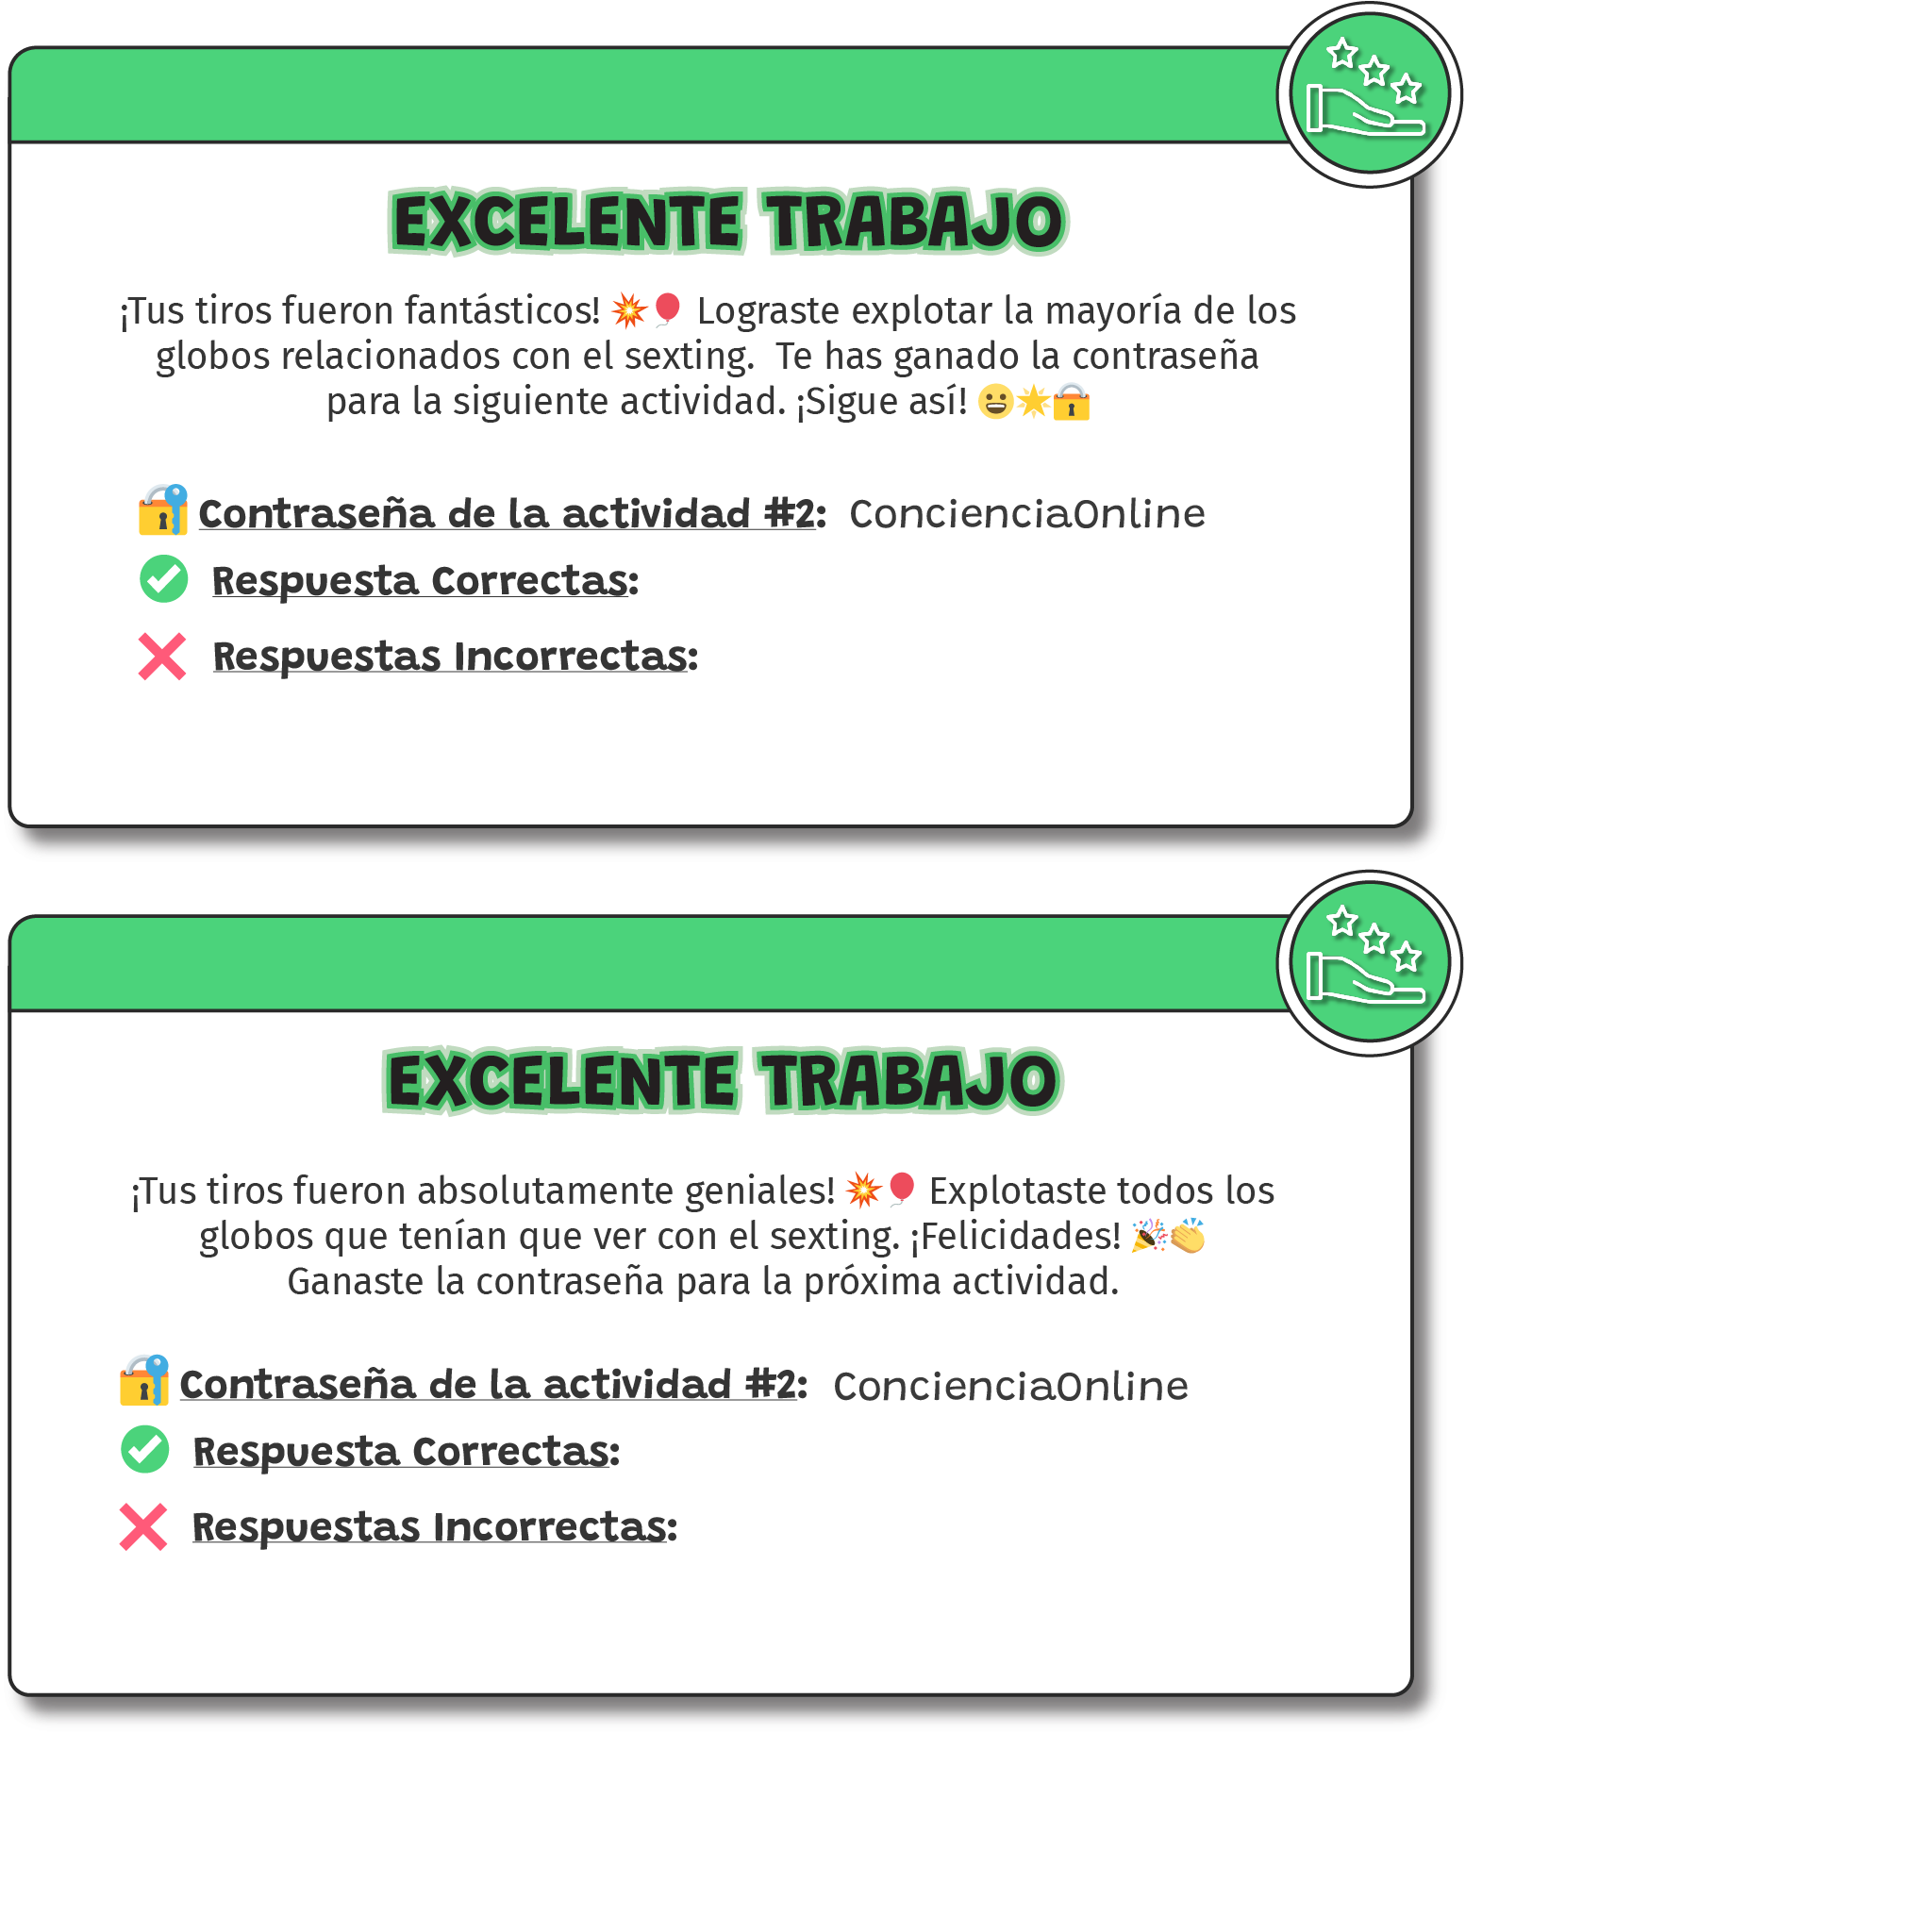 EXCELENTE TRABAJO
¡Tus tiros fueron fantásticos! 💥🎈 Lograste explotar la mayoría de los
globos relacionados con el sexting.  Te has ganado la contraseña
para la siguiente actividad. ¡Sigue así! 😀🌟🔒
🔐 Contraseña de la actividad #2: ConcienciaOnline
Respuesta Correctas:
Respuestas Incorrectas:
EXCELENTE TRABAJO
¡Tus tiros fueron absolutamente geniales! 💥🎈 Explotaste todos los
globos que tenían que ver con el sexting. ¡Felicidades! 🎉👏
Ganaste la contraseña para la próxima actividad.
🔐 Contraseña de la actividad #2: ConcienciaOnline
Respuesta Correctas:
Respuestas Incorrectas: